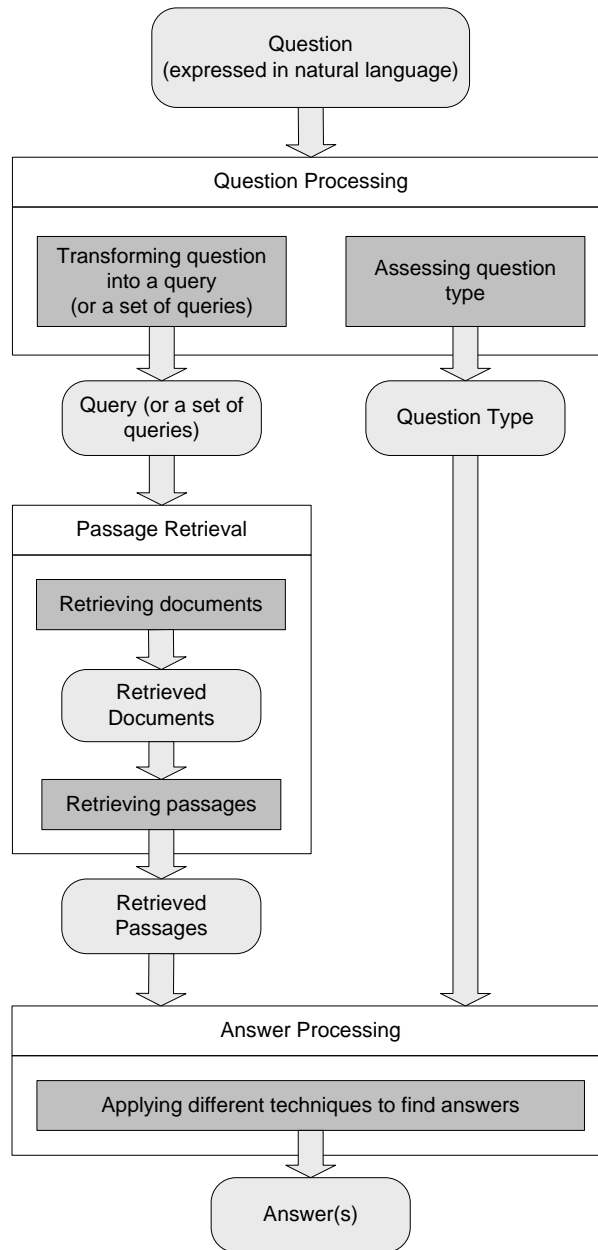 Question
(expressed in natural language)
Question Processing
Transforming question
into a query
(or a set of queries)
Assessing question
type
Query (or a set of
queries)
Question Type
Passage Retrieval
Retrieving documents
Retrieved
Documents
Retrieving passages
Retrieved
Passages
Answer Processing
Applying different techniques to find answers
Answer(s)